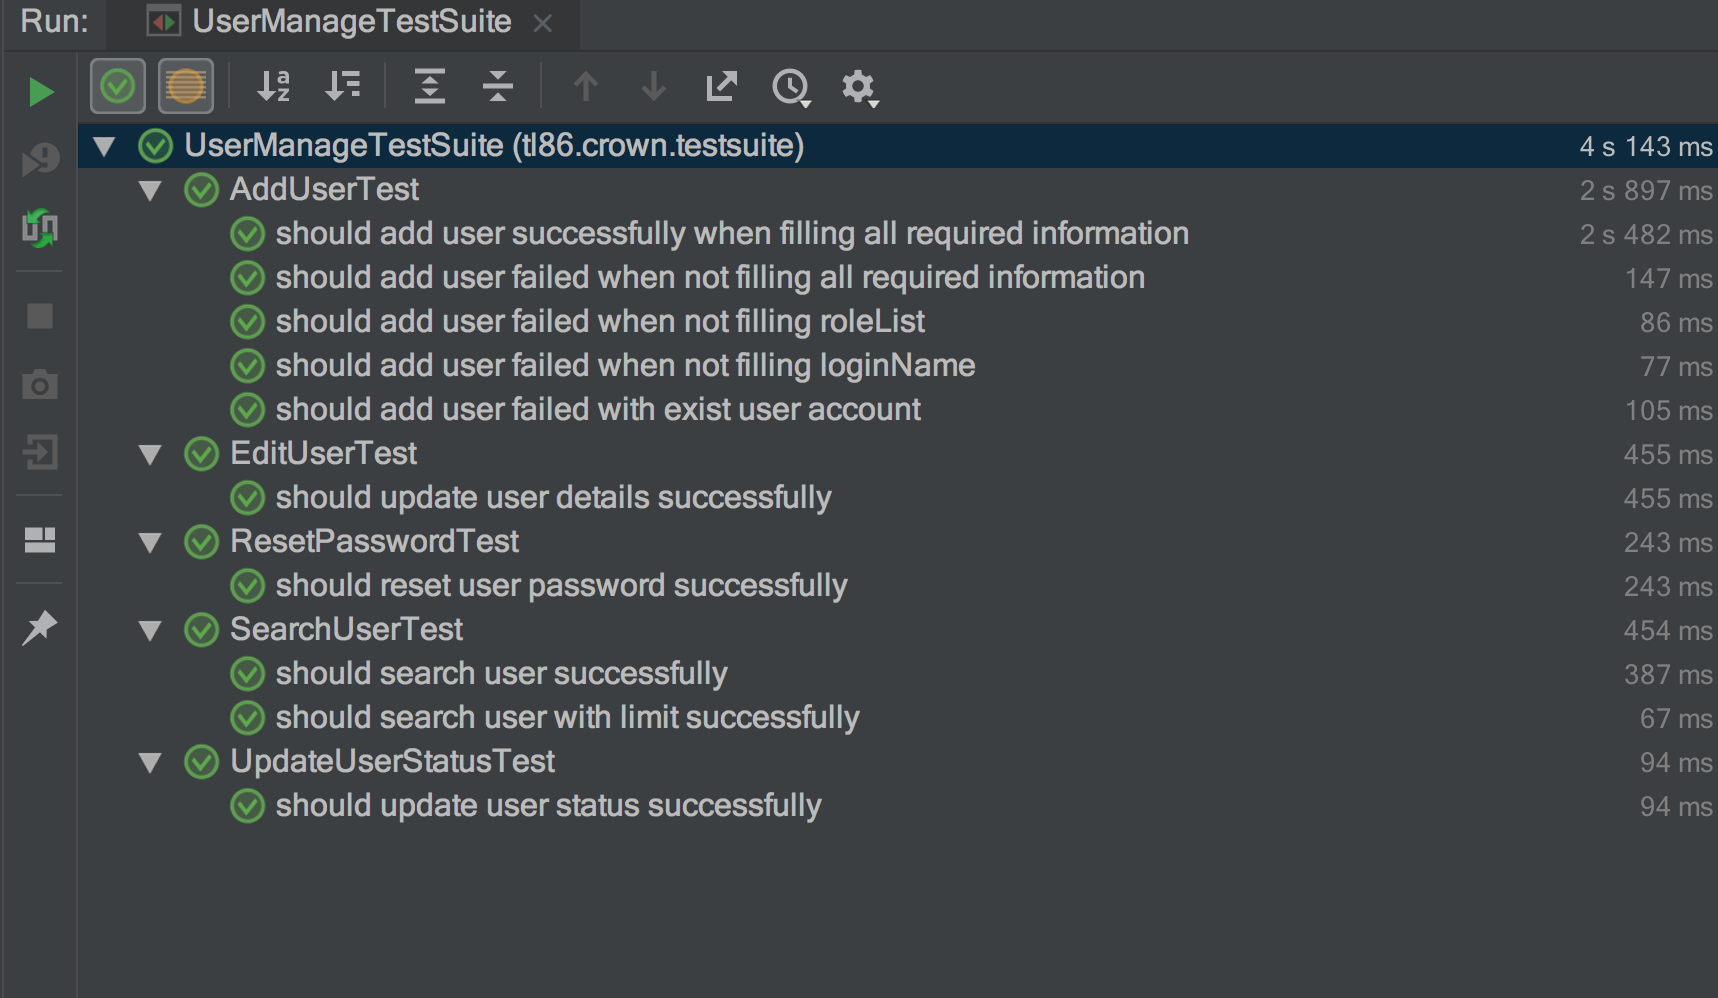 Run: UserManageTestSuite
UserManageTestSuite (tl86.crown.testsuite) 4 s 143 ms
AddUserTest 2 s 897 ms
should add user successfully when filling all required information 2 s 482 ms
should add user failed when not filling all required information 147 ms
should add user failed when not filling roleList 86 ms
should add user failed when not filling loginName 77 ms
should add user failed with exist user account 105 ms
EditUserTest 455 ms
should update user details successfully 455 ms
ResetPasswordTest 243 ms
should reset user password successfully 243 ms
SearchUserTest 454 ms
should search user successfully 387 ms
should search user with limit successfully 67 ms
UpdateUserStatusTest 94 ms
should update user status successfully 94 ms